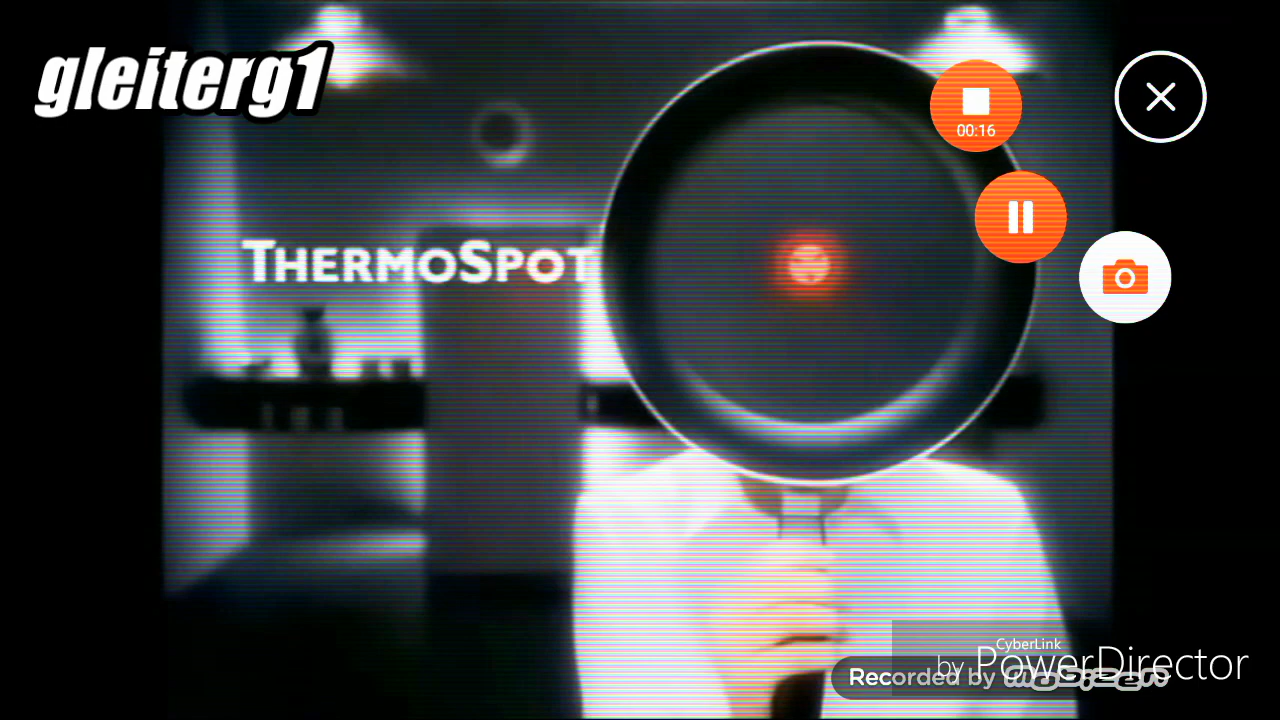 gleiterg1
00:16
THERMOSPOT
CyberLink
by PowerDirector
Recorded by